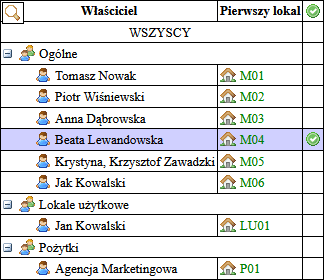 Właściciel Pierwszy lokal
WSZYSCY
Ogólne
Tomasz Nowak M01
Piotr Wiśniewski M02
Anna Dąbrowska M03
Beata Lewandowska M04
Krystyna, Krzysztof Zawadzki M05
Jak Kowalski M06
Lokale użytkowe
Jan Kowalski LU01
Pożytki
Agencja Marketingowa P01